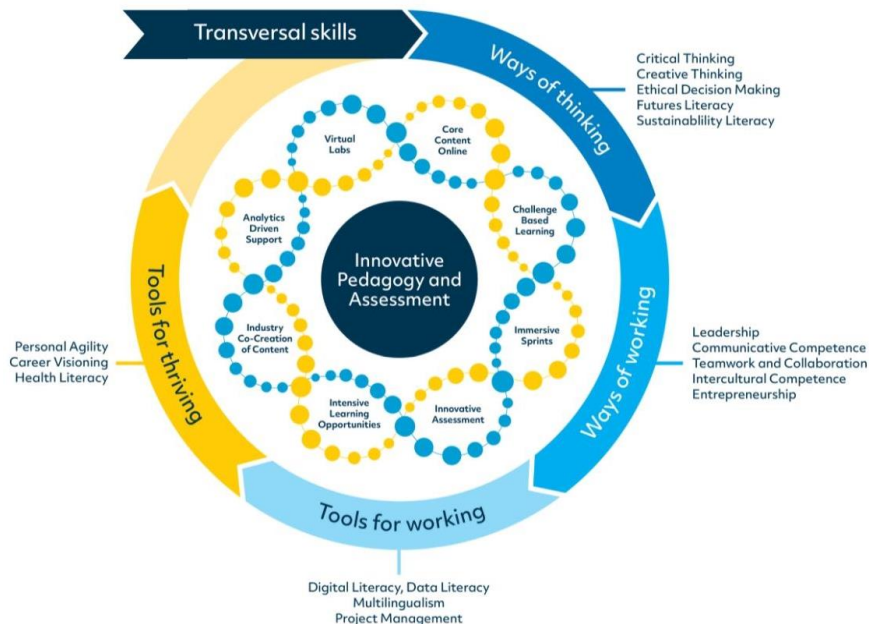 Transversal skills
Ways of thinking
Critical Thinking
Creative Thinking
Ethical Decision Making
Futures Literacy
Sustainablility Literacy
Virtual
Labs
Core
Content
Online
Analytics
Driven
Support
Challenge
Based
Learning
Innovative
Pedagogy and
Assessment
Industry
Co-Creation
of Content
Immersive
Sprints
Intensive
Learning
Opportunities
Innovative
Assessment
Ways of working
Leadership
Communicative Competence
Teamwork and Collaboration
Intercultural Competence
Entrepreneurship
Tools for working
Digital Literacy, Data Literacy
Multilingualism
Project Management
Tools for thriving
Personal Agility
Career Visioning
Health Literacy